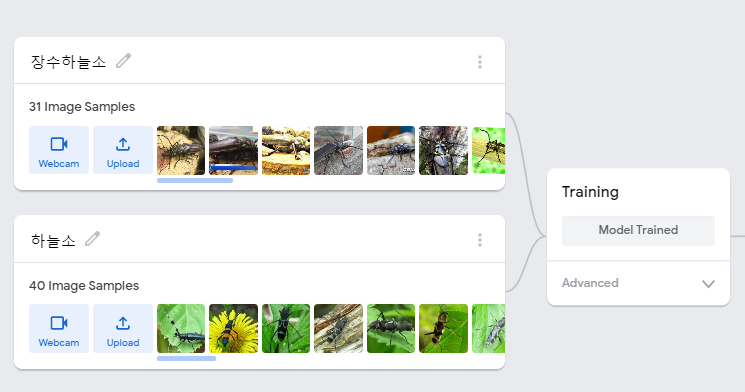 장수하늘소
31 Image Samples
Webcam
Upload
하늘소
40 Image Samples
Webcam
Upload
Training
Model Trained
Advanced